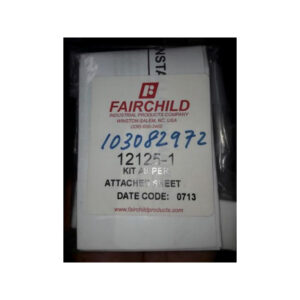 FAIRCHILD
INDUSTRIAL PRODUCTS COMPANY
WINSTON-SALEM, NC, USA
103082972
12125-1
KIT AS PER
ATTACHED SHEET
DATE CODE: 0713
www.fairchildproducts.com
INSTA